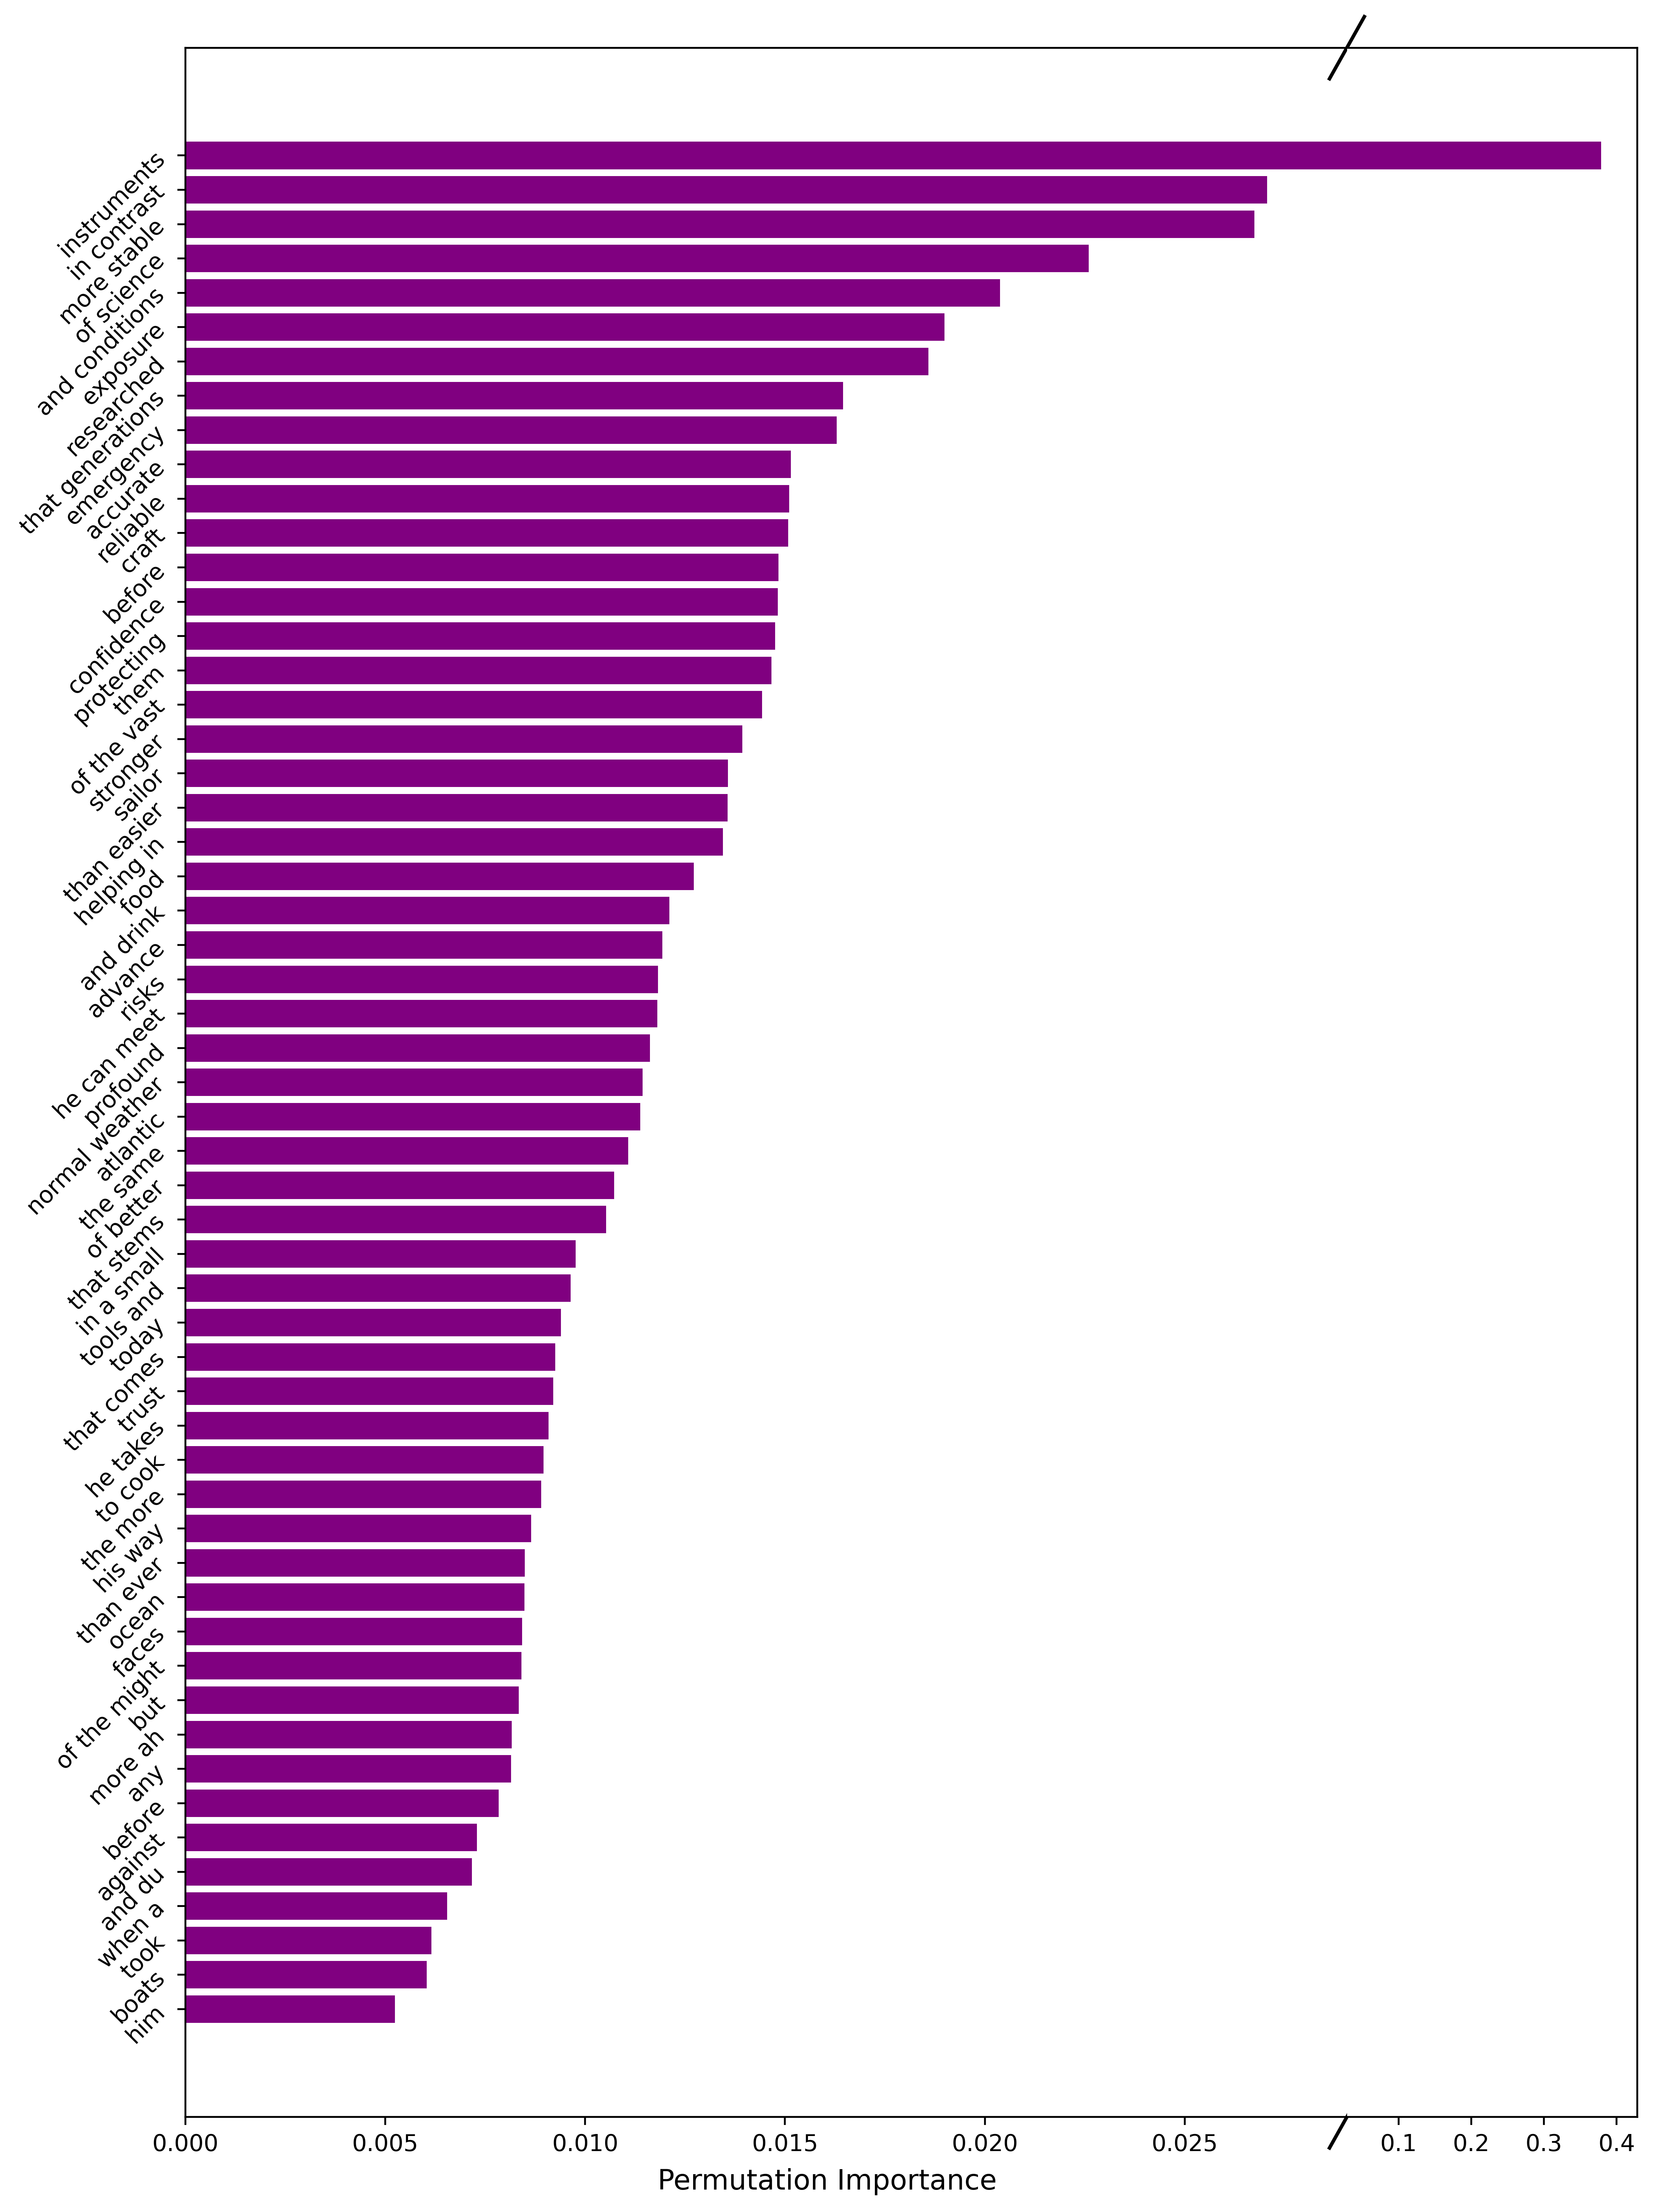 instruments
in contrast
more stable
of science
and conditions
exposure
researched
that generations
emergency
accurate
reliable
craft
before
confidence
protecting
them
of the vast
stronger
sailor
than easier
helping in
food
and drink
advance
risks
he can meet
profound
normal weather
atlantic
the same
of better
that stems
in a small
tools and
today
that comes
trust
he takes
to cook
the more
his way
than ever
ocean
faces
of the might
but
more ah
any
before
against
and du
when a
took
boats
him
0.000 0.005 0.010 0.015 0.020 0.025 0.1 0.2 0.3 0.4
Permutation Importance